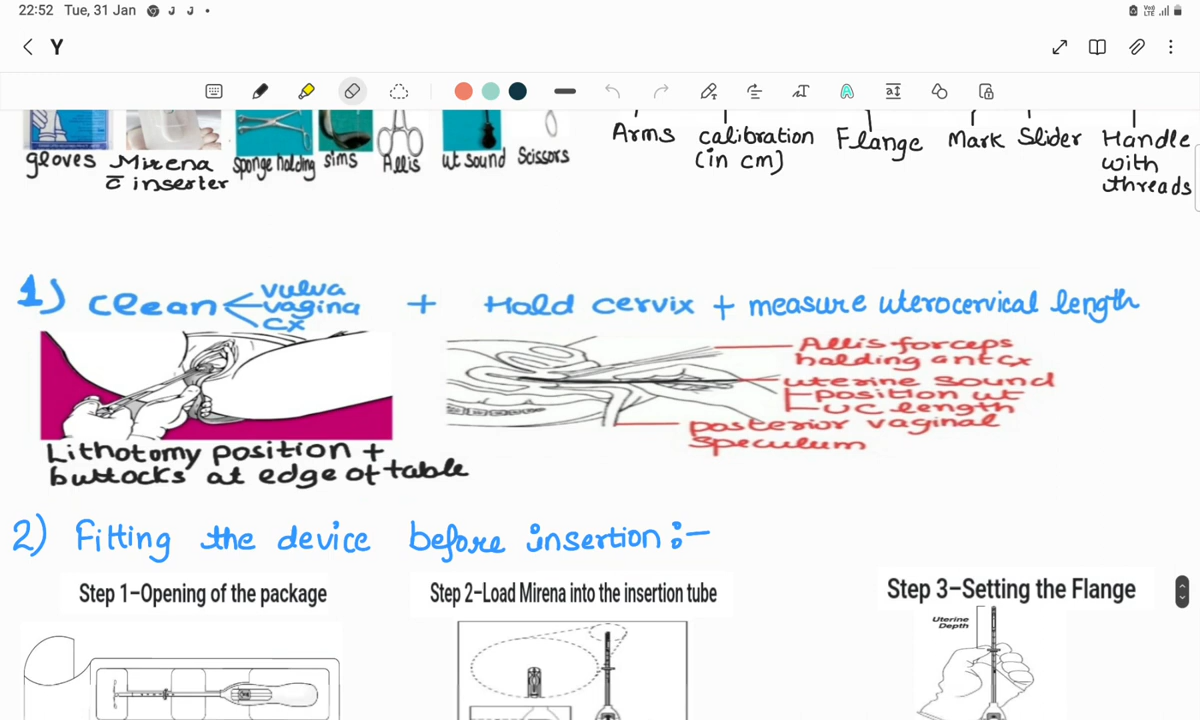 22:52 Tue, 31 Jan
Y
gloves
Mirena
c̄ inserter
Sponge holding
sims
Allis
ut sound
Scissors
Arms
calibration
(in cm)
Flange
Mark
Slider
Handle
with
threads
1) Clean < vulva
vagina
cx
+ Hold cervix + measure uterocervical length
Allis forceps
holding ant cx
uterine sound
position ut
UC length
posterior vaginal
speculum
Lithotomy position +
buttocks at edge of table
2) Fitting the device before insertion :-
Step 1-Opening of the package
Step 2-Load Mirena into the insertion tube
Step 3-Setting the Flange
Uterine
Depth